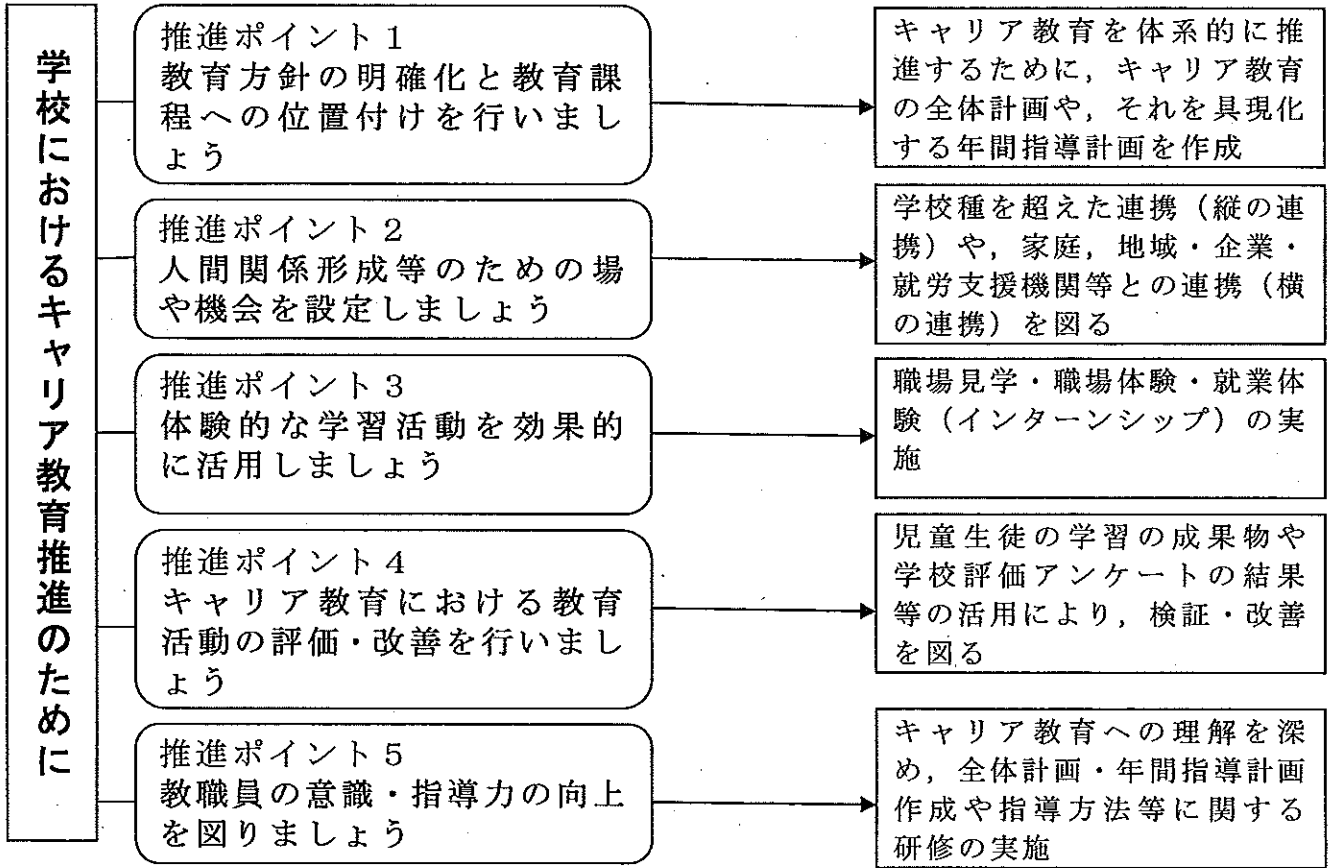 学校におけるキャリア教育推進のために
推進ポイント1
教育方針の明確化と教育課
程への位置付けを行いまし
ょう
キャリア教育を体系的に推
進するために，キャリア教育
の全体計画や，それを具現化
する年間指導計画を作成
推進ポイント2
人間関係形成等のための場
や機会を設定しましょう
学校種を超えた連携（縦の連
携）や，家庭，地域・企業・
就労支援機関等との連携（横
の連携）を図る
推進ポイント3
体験的な学習活動を効果的
に活用しましょう
職場見学・職場体験・就業体
験（インターンシップ）の実
施
推進ポイント4
キャリア教育における教育
活動の評価・改善を行いまし
ょう
児童生徒の学習の成果物や
学校評価アンケートの結果
等の活用により，検証・改善
を図る
推進ポイント5
教職員の意識・指導力の向上
を図りましょう
キャリア教育への理解を深
め，全体計画・年間指導計画
作成や指導方法等に関する
研修の実施